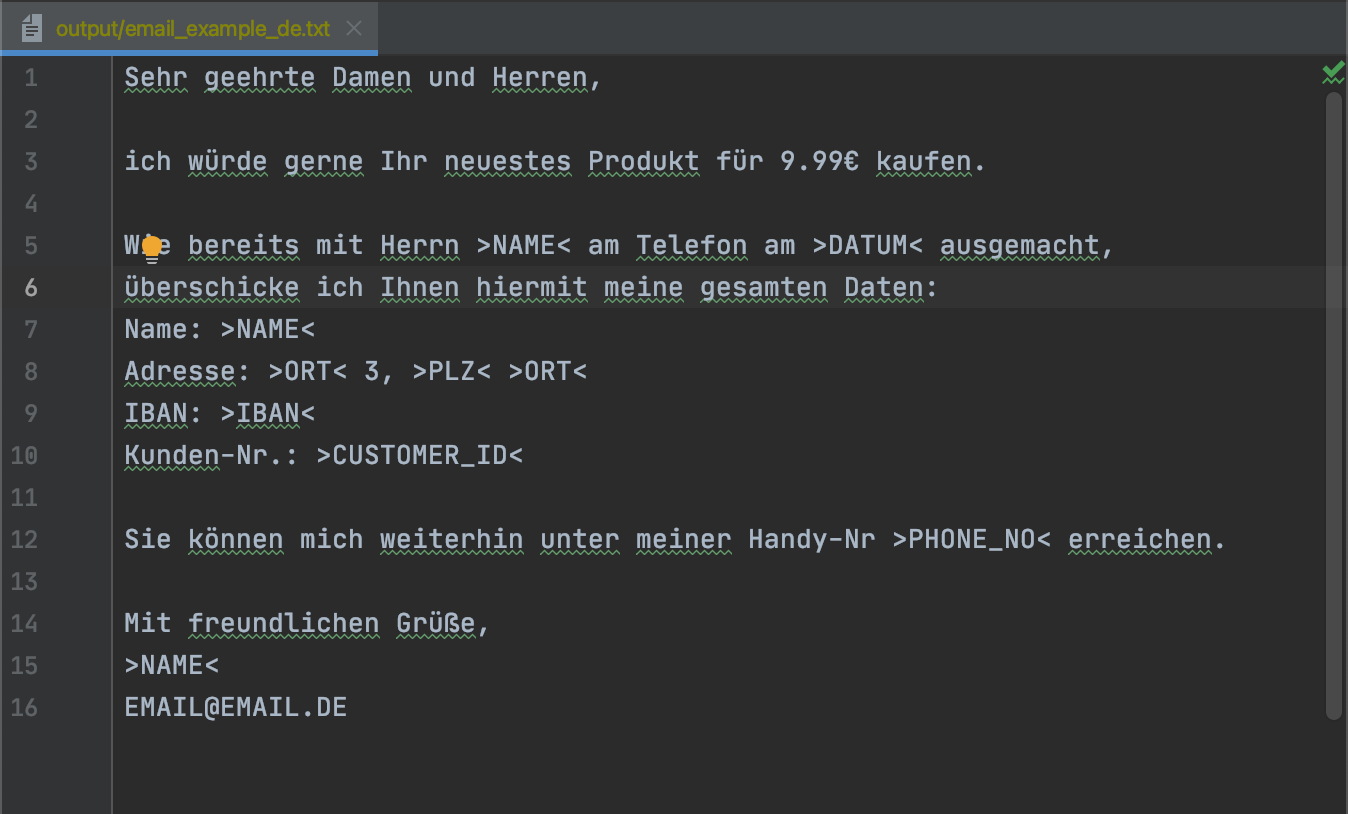 output/email_example_de.txt
1 Sehr geehrte Damen und Herren,
2
3 ich würde gerne Ihr neuestes Produkt für 9.99€ kaufen.
4
5 Wie bereits mit Herrn >NAME< am Telefon am >DATUM< ausgemacht,
6 überschicke ich Ihnen hiermit meine gesamten Daten:
7 Name: >NAME<
8 Adresse: >ORT< 3, >PLZ< >ORT<
9 IBAN: >IBAN<
10 Kunden-Nr.: >CUSTOMER_ID<
11
12 Sie können mich weiterhin unter meiner Handy-Nr >PHONE_NO< erreichen.
13
14 Mit freundlichen Grüße,
15 >NAME<
16 EMAIL@EMAIL.DE